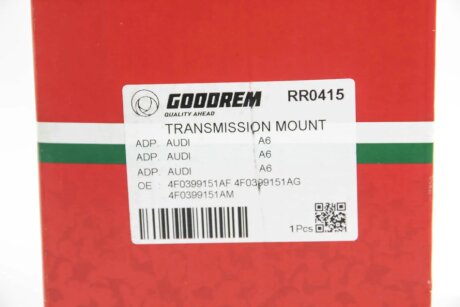 GOODREM RR0415
QUALITY AHEAD
TRANSMISSION MOUNT
ADP. AUDI A6
ADP. AUDI A6
ADP. AUDI A6
OE : 4F0399151AF 4F0399151AG
4F0399151AM
1Pcs